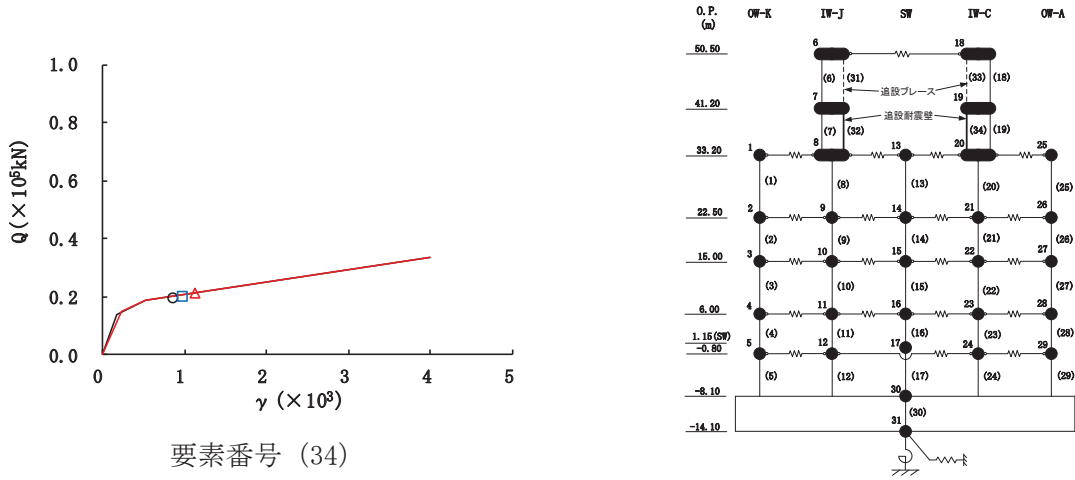 1.0
0.8
0.6
0.4
0.2
0.0
Q(×10⁵kN)
0 1 2 3 4 5
γ (×10³)
要素番号 (34)
O.P. OW-K IW-J SW IW-C OW-A
(m)
50.50 6 18
(6) (31) (33) (18)
追設ブレース
41.20 7 19
追設耐震壁
(7) (32) (34) (19)
33.20 1 8 13 20 25
(1) (8) (13) (20) (25)
22.50 2 9 14 21 26
(2) (9) (14) (21) (26)
15.00 3 10 15 22 27
(3) (10) (15) (22) (27)
6.00 4 11 16 23 28
(4) (11) (16) (23) (28)
1.15(SW) 17
-0.80 5 12 24 29
(5) (12) (17) (24) (29)
-8.10 30
(30)
-14.10 31